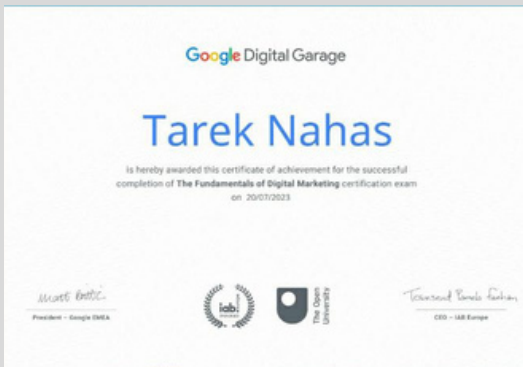 Google Digital Garage
Tarek Nahas
is hereby awarded this certificate of achievement for the successful
completion of The Fundamentals of Digital Marketing certification exam
on 20/07/2023
President – Google EMEA
iab.
The Open
University
CEO – IAB Europe